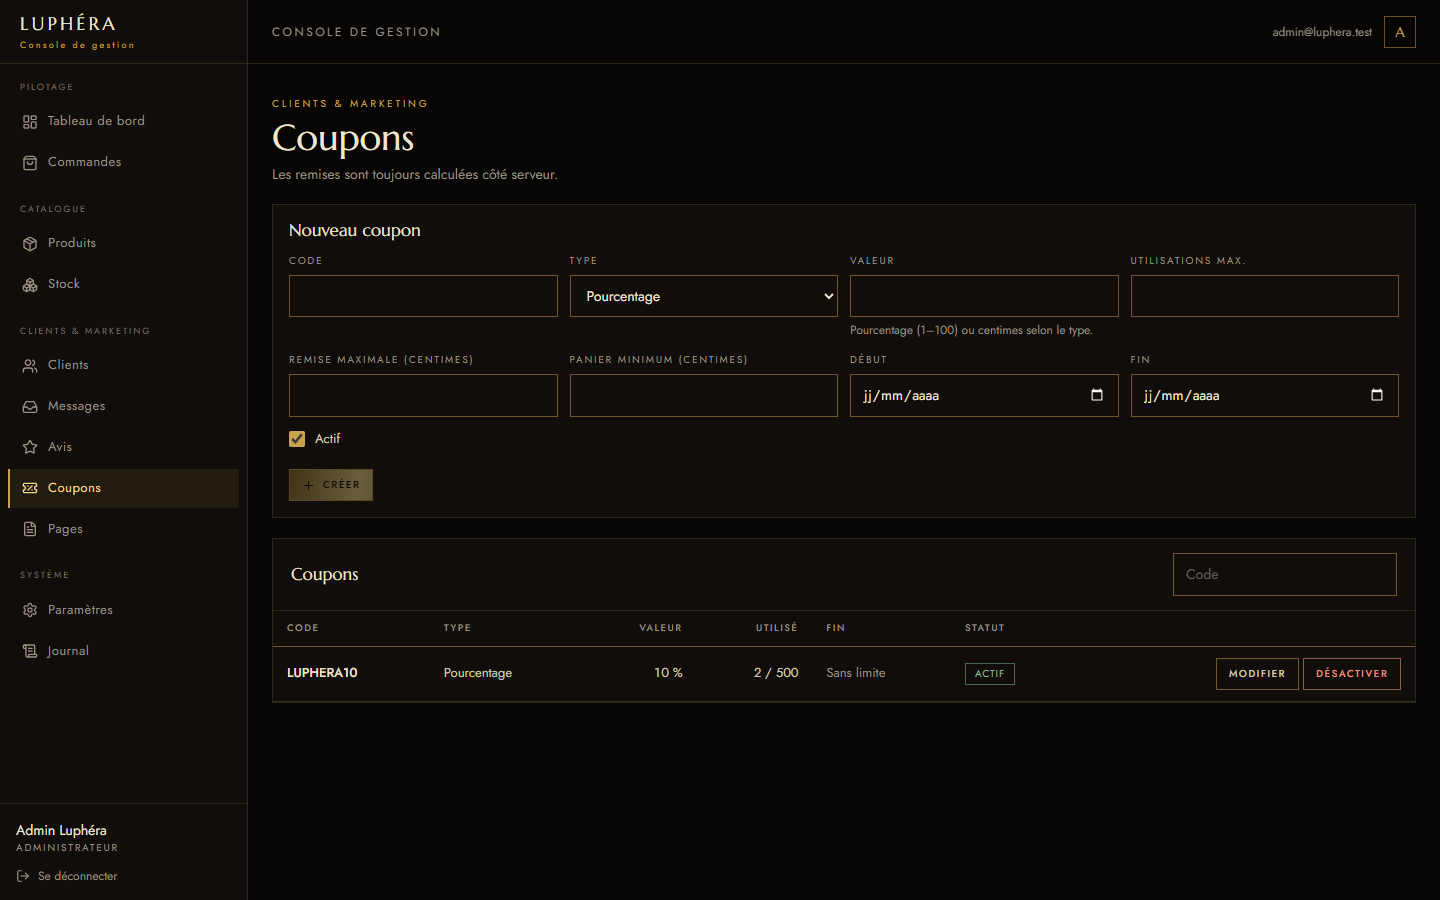 LUPHÉRA
Console de gestion
CONSOLE DE GESTION
admin@luphera.test
A
PILOTAGE
Tableau de bord
Commandes
CATALOGUE
Produits
Stock
CLIENTS & MARKETING
Clients
Messages
Avis
Coupons
Pages
SYSTÈME
Paramètres
Journal
Admin Luphéra
ADMINISTRATEUR
Se déconnecter
CLIENTS & MARKETING
Coupons
Les remises sont toujours calculées côté serveur.
Nouveau coupon
CODE
TYPE
VALEUR
UTILISATIONS MAX.
Pourcentage
Pourcentage (1–100) ou centimes selon le type.
REMISE MAXIMALE (CENTIMES)
PANIER MINIMUM (CENTIMES)
DÉBUT
FIN
jj/mm/aaaa
jj/mm/aaaa
Actif
CRÉER
Coupons
Code
CODE TYPE VALEUR UTILISÉ FIN STATUT
LUPHERA10 Pourcentage 10 % 2 / 500 Sans limite ACTIF MODIFIER DÉSACTIVER